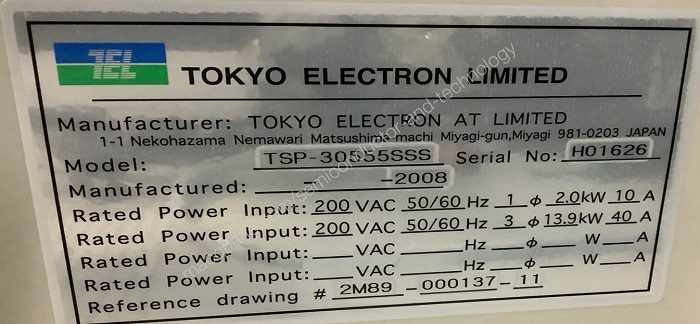 TEL TOKYO ELECTRON LIMITED
Manufacturer: TOKYO ELECTRON AT LIMITED
1-1 Nekohazama Nemawari Matsushima-machi Miyagi-gun,Miyagi 981-0203 JAPAN
Model: TSP-30555SSS Serial No: H01626
Manufactured: -2008
Rated Power Input: 200 VAC 50/60 Hz 1 φ 2.0kW 10 A
Rated Power Input: 200 VAC 50/60 Hz 3 φ 13.9kW 40 A
Rated Power Input: VAC Hz φ W A
Rated Power Input: VAC Hz φ W A
Reference drawing # 2M89 -000137- 11